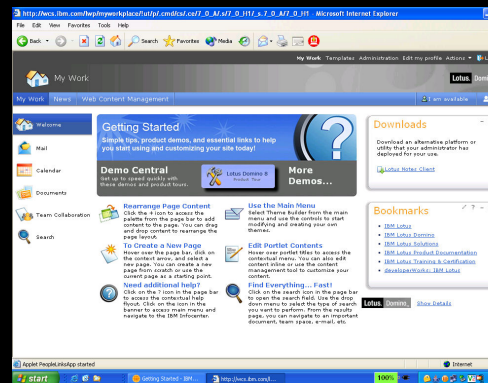 http://wcs.ibm.com/lwp/myworkplace/!ut/p/.cmd/cs/.ce/7_0_A/.s/7_0_H1/_s.7_0_A/7_0_H1 - Microsoft Internet Explorer
File Edit View Favorites Tools Help
Back Search Favorites Media
My Work Templates Administration Edit my profile Actions
My Work
Lotus.
My Work News Web Content Management
I am available
Welcome
Mail
Calendar
Documents
Team Collaboration
Search
Getting Started
Simple tips, product demos, and essential links to help
you start using and customizing your site today!
Demo Central
Get up to speed quickly with
these demos and product tours.
Lotus Domino 8
Product Tour
More
Demos...
Rearrange Page Content
Click the + icon to access the
palette from the page bar to add
content to the page. You can drag
and drop content to rearrange the
page layout.
To Create a New Page
Hover over the page bar, click on
the context arrow, and select a
new page. You can create a new
page from scratch or use the
current page as a starting point.
Need additional help?
Click on the ? icon in the page bar
to access the contextual help
flyout. Click on the icon in the
banner to access main menu and
navigate to the IBM Infocenter.
Use the Main Menu
Select Theme Builder from the main
menu and use the controls to start
modifying and creating your own
themes.
Edit Portlet Contents
Hover over portlet titles to access the
contextual menu. You can also edit
content inline or use the content
management tool to customize your
content.
Find Everything... Fast!
Click on the search icon in the page bar
to open the search field. Use the drop
down menu to select the type of search
you want to perform. From the results
page, you can navigate to an important
document, team space, e-mail, etc.
Downloads
Download an alternative platform or
utility that your administrator has
deployed for your use.
Lotus Notes Client
Bookmarks
IBM Lotus
IBM Lotus Domino
IBM Lotus Solutions
IBM Lotus Product Documentation
IBM Lotus Training & Certification
developerWorks: IBM Lotus
Lotus. Domino. Show Details
Applet PeopleLinksApp started
Internet
start
Getting Started - IBM...
http://wcs.ibm.com/l...
100%